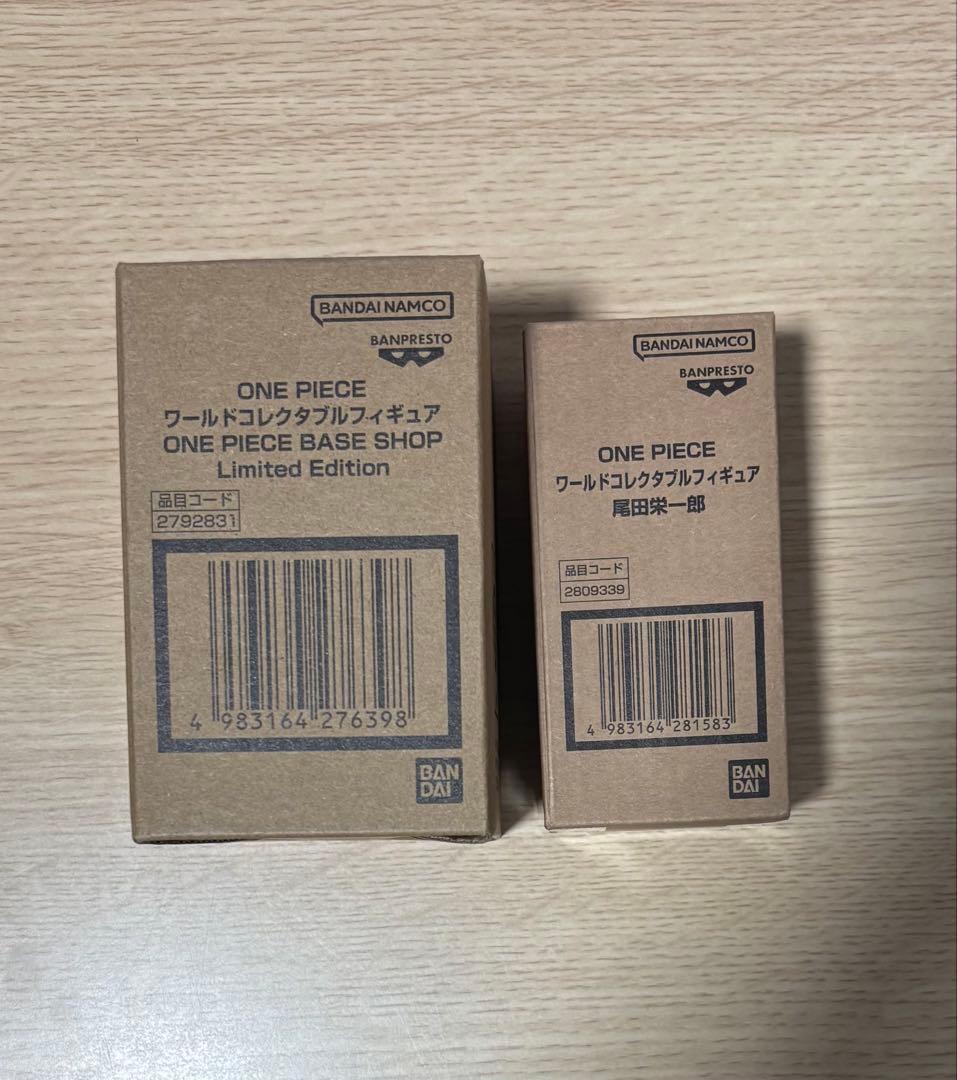 BANDAI NAMCO
BANPRESTO
ONE PIECE
ワールドコレクタブルフィギュア
ONE PIECE BASE SHOP
Limited Edition
品目コード
2792831
4 983164 276398
BAN
DAI
BANDAI NAMCO
BANPRESTO
ONE PIECE
ワールドコレクタブルフィギュア
尾田栄一郎
品目コード
2809339
4 983164 281583
BAN
DAI